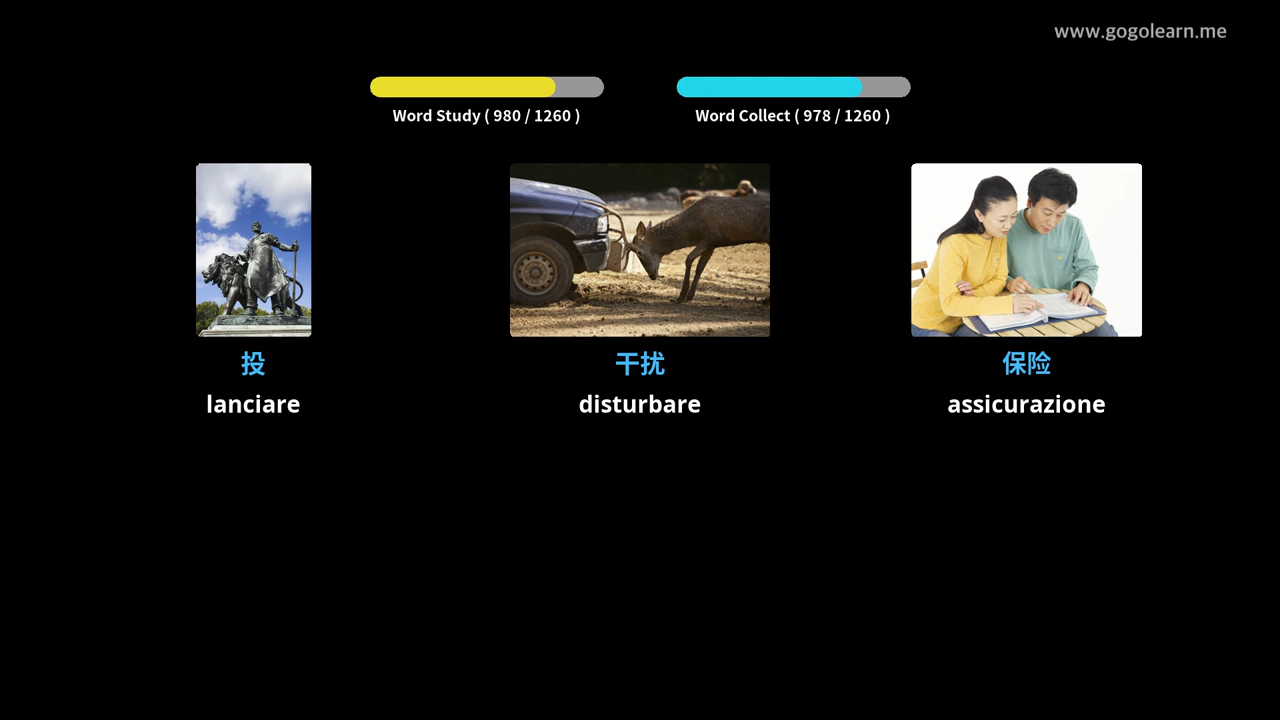 www.gogolearn.me
Word Study ( 980 / 1260 )
Word Collect ( 978 / 1260 )
投
干扰
保险
lanciare
disturbare
assicurazione